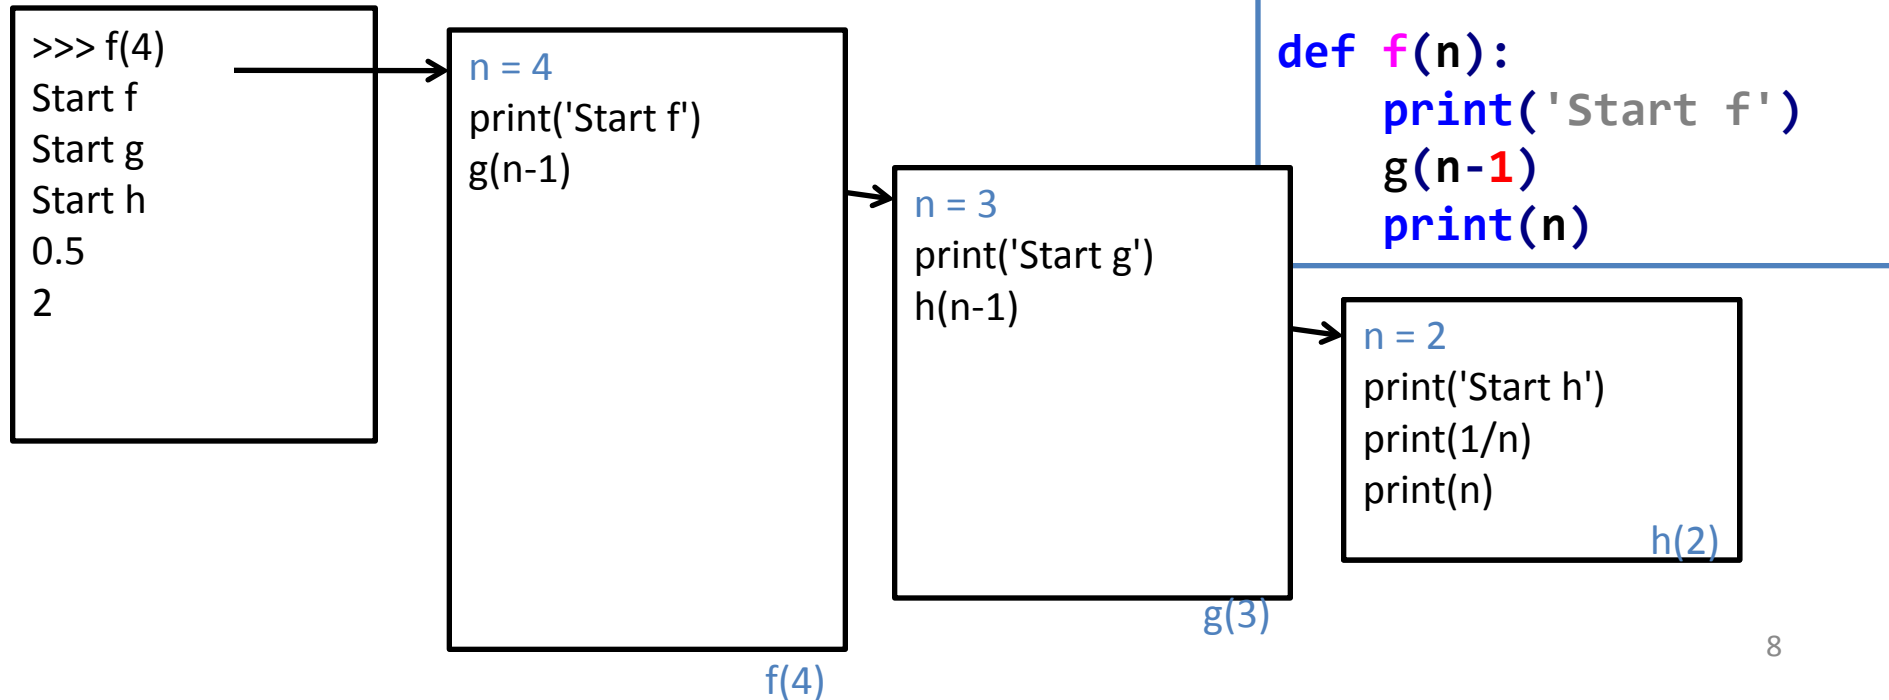 >>> f(4)
Start f
Start g
Start h
0.5
2
n = 4
print('Start f')
g(n-1)
f(4)
n = 3
print('Start g')
h(n-1)
g(3)
def f(n):
    print('Start f')
    g(n-1)
    print(n)
n = 2
print('Start h')
print(1/n)
print(n)
h(2)
8